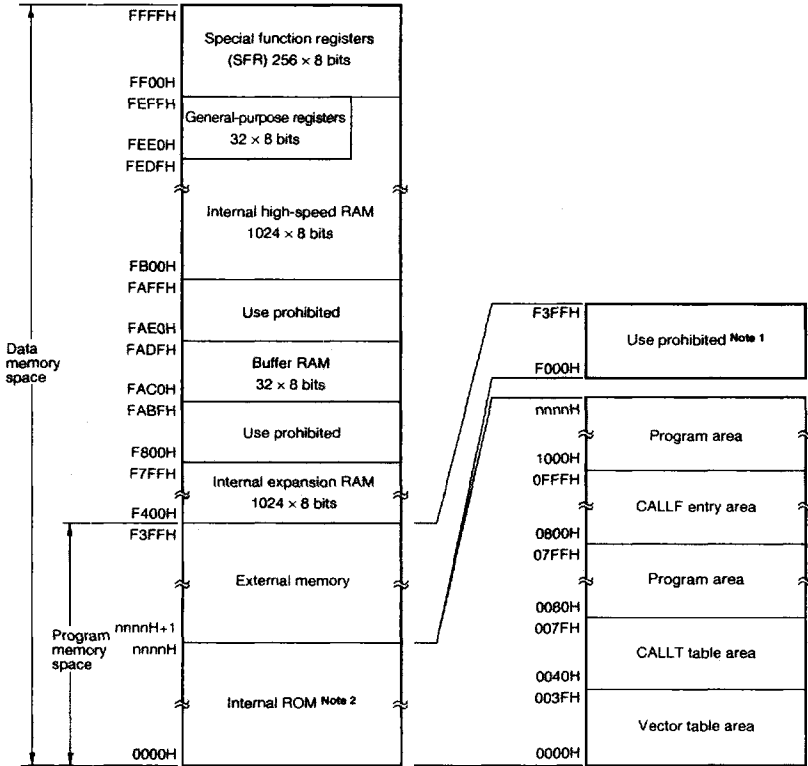 FFFFH
Special function registers
(SFR) 256 × 8 bits
FF00H
FEFFH
General-purpose registers
32 × 8 bits
FEE0H
FEDFH
Internal high-speed RAM
1024 × 8 bits
FB00H
FAFFH
Use prohibited
FAE0H
FADFH
Buffer RAM
32 × 8 bits
FAC0H
FABFH
Use prohibited
F800H
F7FFH
Internal expansion RAM
1024 × 8 bits
F400H
F3FFH
External memory
nnnnH+1
nnnnH
Internal ROM Note 2
0000H
Data
memory
space
Program
memory
space
F3FFH
Use prohibited Note 1
F000H
nnnnH
Program area
1000H
0FFFH
CALLF entry area
0800H
07FFH
Program area
0080H
007FH
CALLT table area
0040H
003FH
Vector table area
0000H